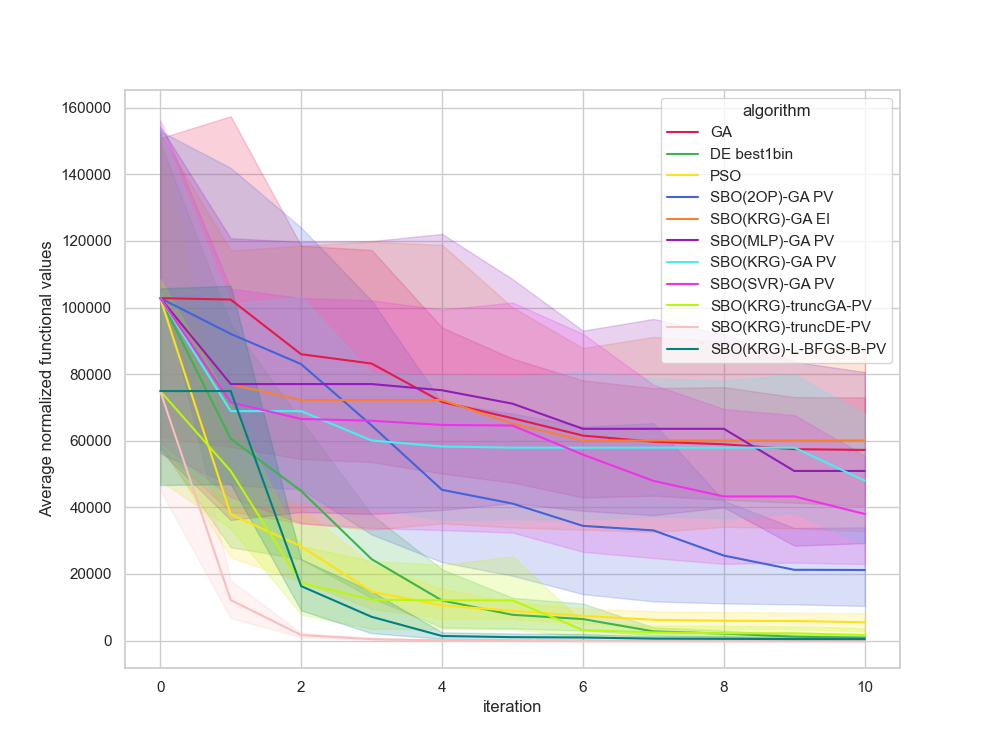 160000
140000
120000
100000
80000
60000
40000
20000
0
Average normalized functional values
0 2 4 6 8 10
iteration
algorithm
GA
DE best1bin
PSO
SBO(2OP)-GA PV
SBO(KRG)-GA EI
SBO(MLP)-GA PV
SBO(KRG)-GA PV
SBO(SVR)-GA PV
SBO(KRG)-truncGA-PV
SBO(KRG)-truncDE-PV
SBO(KRG)-L-BFGS-B-PV